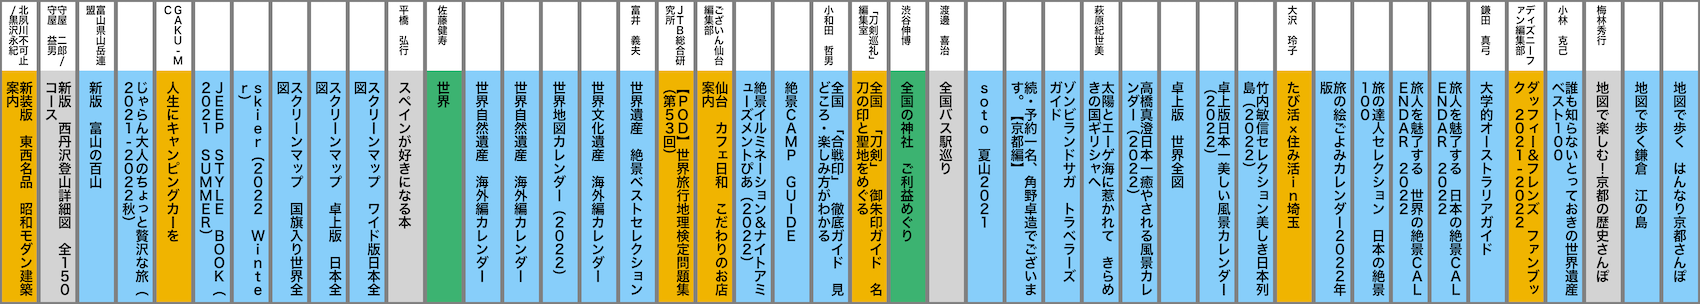 北夙川不可止
/黒沢永紀
新装版 東西名品 昭和モダン建築
案内
守屋 二郎/
守屋 益男
新版 西丹沢登山詳細図 全150
コース
富山県山岳連
盟
新版 富山の百山
じゃらん大人のちょっと贅沢な旅(
2021-2022秋)
GAKU-M
C
人生にキャンピングカーを
JEEP STYLE BOOK(
2021 SUMMER)
skier(2022 Winte
r)
スクリーンマップ 国旗入り世界全
図
スクリーンマップ 卓上版 日本全
図
スクリーンマップ ワイド版日本全
図
平橋 弘行
スペインが好きになる本
佐藤健寿
世界
世界自然遺産 海外編カレンダー
世界自然遺産 海外編カレンダー
世界地図カレンダー(2022)
世界文化遺産 海外編カレンダー
富井 義夫
世界遺産 絶景ベストセレクション
JTB総合研
究所
【POD】世界旅行地理検定問題集
(第53回)
ございん仙台
編集部
仙台 カフェ日和 こだわりのお店
案内
絶景イルミネーション&ナイトアミ
ューズメントぴあ(2022)
絶景CAMP GUIDE
小和田 哲男
全国 「合戦印」 徹底ガイド 見
どころ・楽しみ方がわかる
「刀剣巡礼」
編集室
全国 「刀剣」 御朱印ガイド 名
刀の印と聖地をめぐる
渋谷申博
全国の神社 ご利益めぐり
渡邊 喜治
全国バス駅巡り
soto 夏山2021
続・予約一名、角野卓造でございま
す。【京都編】
ゾンビランドサガ トラベラーズ
ガイド
萩原紀世美
太陽とエーゲ海に惹かれて きらめ
きの国ギリシャへ
高橋真澄日本一癒やされる風景カレ
ンダー(2022)
卓上版 世界全図
卓上版日本一美しい風景カレンダー
(2022)
竹内敏信セレクション美しき日本列
島(2022)
大沢 玲子
たび活×住み活in埼玉
旅の絵ごよみカレンダー2022年
版
旅の達人セレクション 日本の絶景
100
旅人を魅了する 世界の絶景CAL
ENDAR 2022
旅人を魅了する 日本の絶景CAL
ENDAR 2022
鎌田 真弓
大学的オーストラリアガイド
ディズニーフ
ァン編集部
ダッフィー&フレンズ ファンブッ
ク 2021-2022
小林 克己
誰も知らないとっておきの世界遺産
ベスト100
梅林秀行
地図で楽しむ!京都の歴史さんぽ
地図で歩く鎌倉 江の島
地図で歩く はんなり京都さんぽ